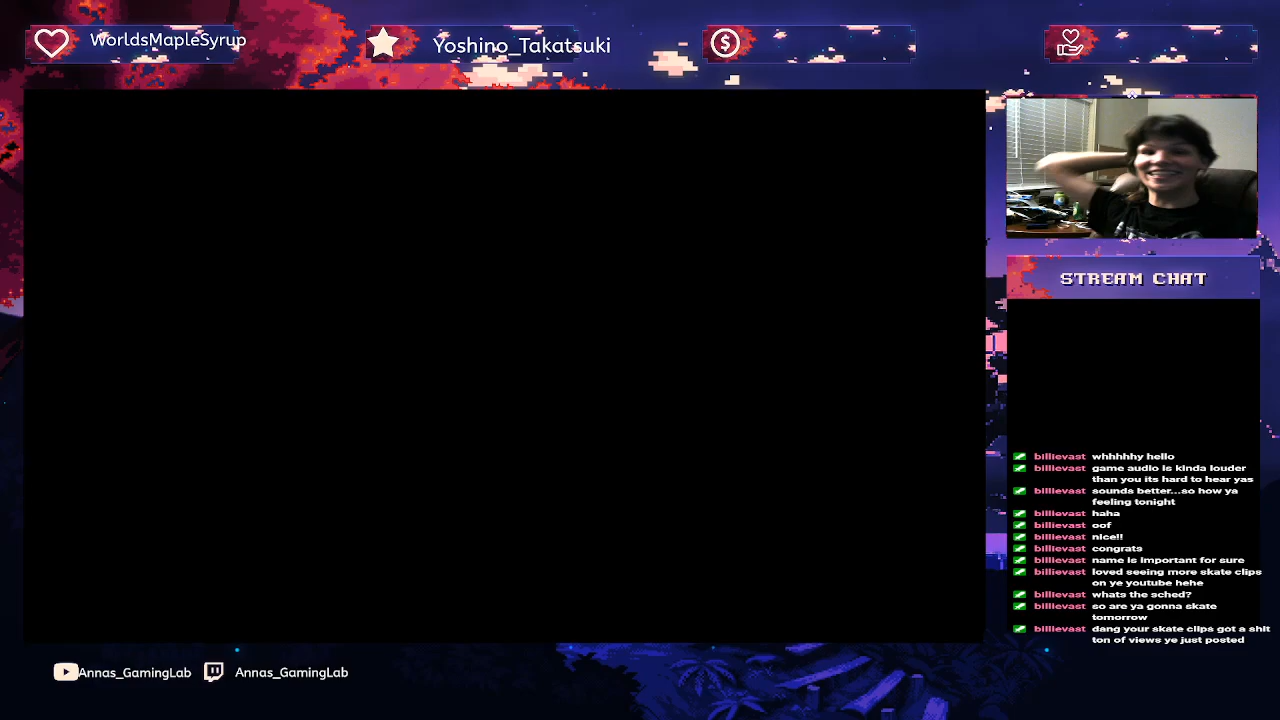 WorldsMapleSyrup
Yoshino_Takatsuki
STREAM CHAT
billievast whhhhhy hello
billievast game audio is kinda louder
than you its hard to hear yas
billievast sounds better...so how ya
feeling tonight
billievast haha
billievast oof
billievast nice!!
billievast congrats
billievast name is important for sure
billievast loved seeing more skate clips
on ye youtube hehe
billievast whats the sched?
billievast so are ya gonna skate
tomorrow
billievast dang your skate clips got a shit
ton of views ye just posted
Annas_GamingLab
Annas_GamingLab